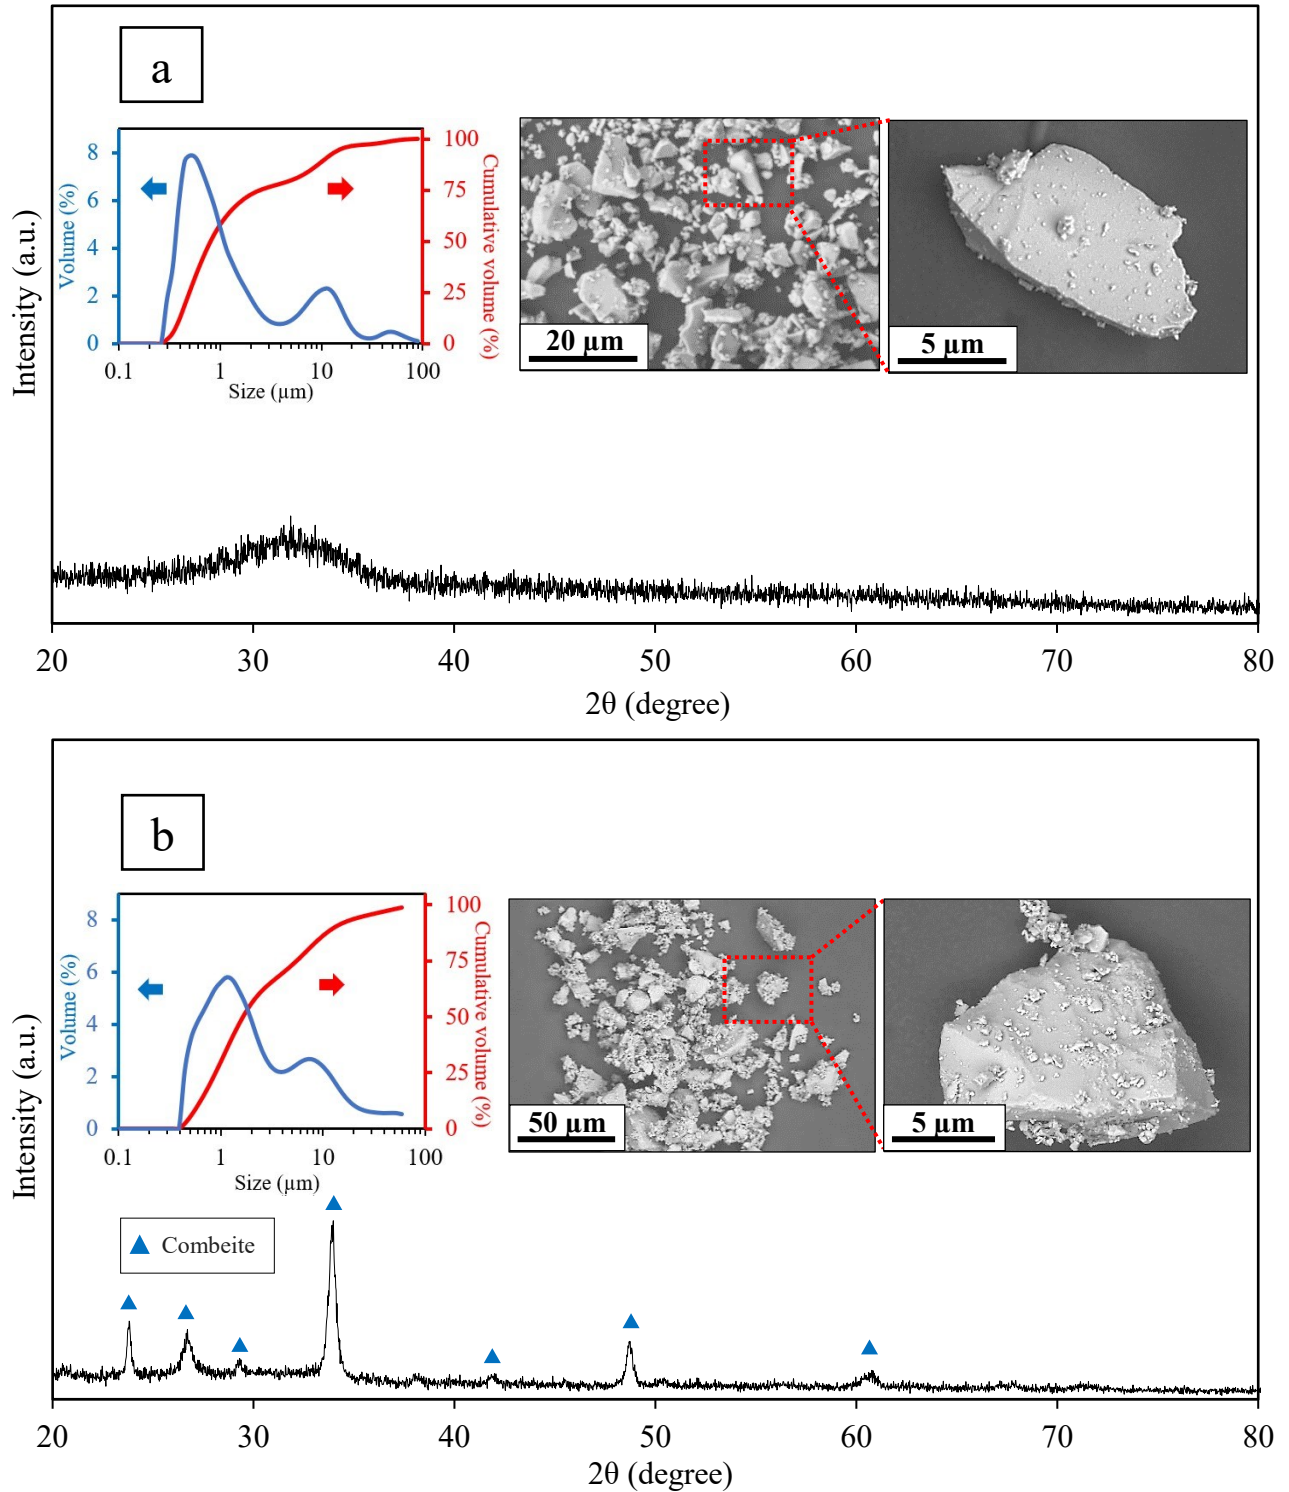 a
8
6
4
2
0
Volume (%)
100
75
50
25
0
Cumulative volume (%)
0.1 1 10 100
Size (µm)
20 µm
5 µm
Intensity (a.u.)
20 30 40 50 60 70 80
2θ (degree)
b
8
6
4
2
0
Volume (%)
100
75
50
25
0
Cumulative volume (%)
0.1 1 10 100
Size (µm)
50 µm
5 µm
Combeite
Intensity (a.u.)
20 30 40 50 60 70 80
2θ (degree)